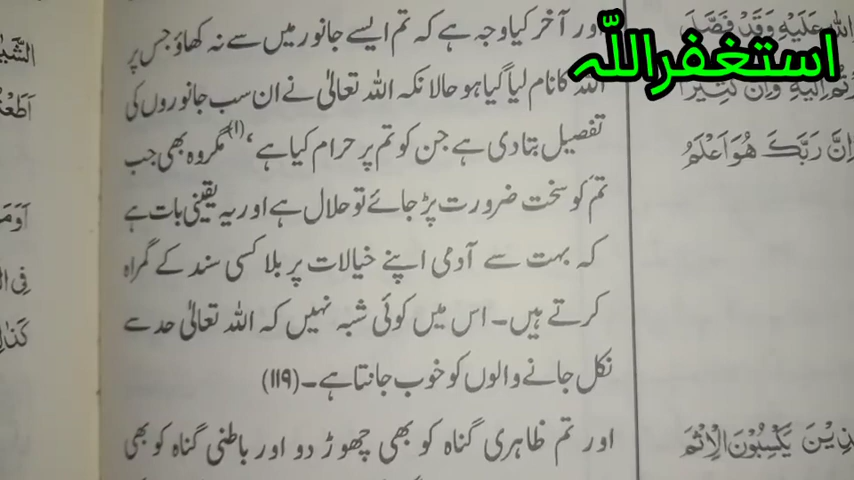 استغفراللّٰہ
اور آخر کیا وجہ ہے کہ تم ایسے جانور میں سے نہ کھاؤ جس پر
اللہ کا نام لیا گیا ہو حالانکہ اللہ تعالیٰ نے ان سب جانوروں کی
تفصیل بتا دی ہے جن کو تم پر حرام کیا ہے،(۱) مگر وہ بھی جب
تم کو سخت ضرورت پڑ جائے تو حلال ہے اور یہ یقینی بات ہے
کہ بہت سے آدمی اپنے خیالات پر بلا کسی سند کے گمراہ
کرتے ہیں۔ اس میں کوئی شبہ نہیں کہ اللہ تعالیٰ حد سے
نکل جانے والوں کو خوب جانتا ہے۔ (۱۱۹)
اور تم ظاہری گناہ کو بھی چھوڑ دو اور باطنی گناہ کو بھی
اللهِ عَلَيْهِ وَقَدْ فَصَّلَ
اِلَيْهِ وَاِنَّ كَثِيْرًا
اِنَّ رَبَّكَ هُوَ اَعْلَمُ
يَكْسِبُوْنَ الْاِثْمَ